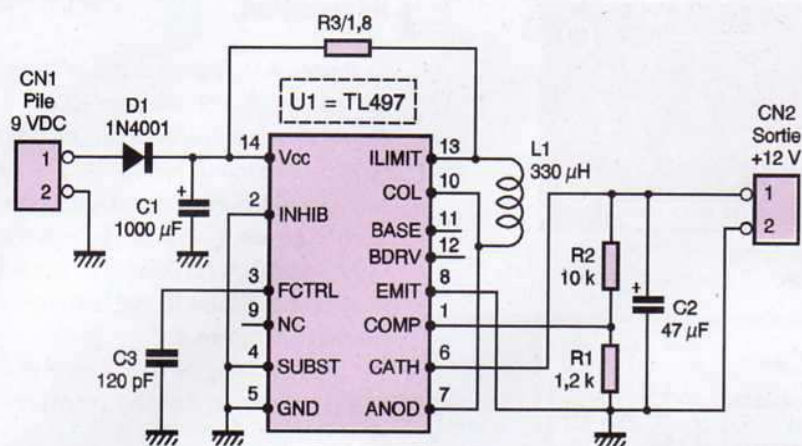 R3/1,8
CN1
Pile
9 VDC
D1
1N4001
U1 = TL497
CN2
Sortie
+12 V
L1
330 µH
1
2
14
Vcc
ILIMIT
13
COL
10
+
C1
1000 µF
2
INHIB
BASE
11
BDRV
12
1
2
3
FCTRL
EMIT
8
R2
10 k
9
NC
COMP
1
+
C2
47 µF
C3
120 pF
4
SUBST
CATH
6
R1
1,2 k
5
GND
ANOD
7